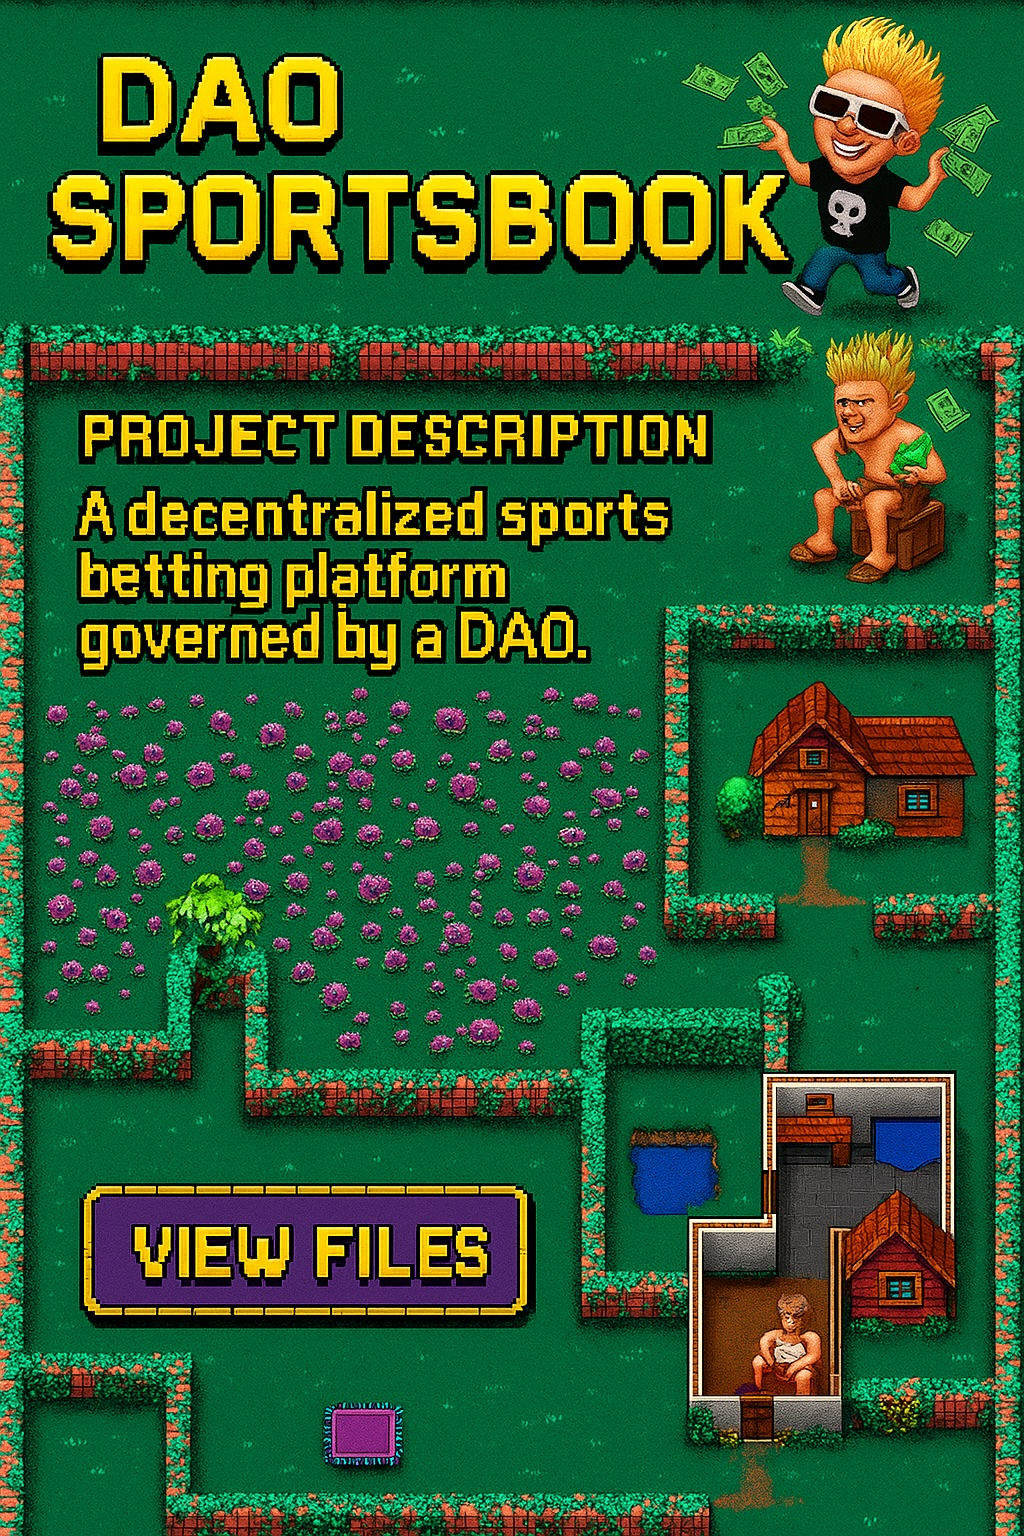 DAO
SPORTSBOOK
PROJECT DESCRIPTION
A decentralized sports
betting platform
governed by a DAO.
VIEW FILES